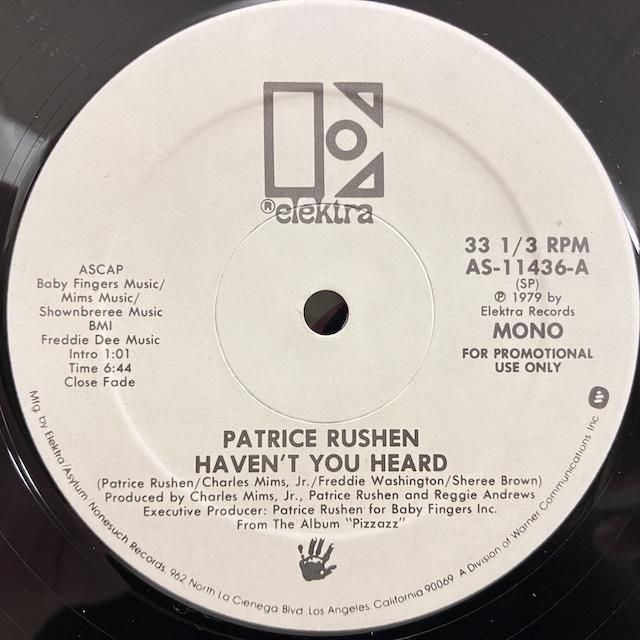 ® elektra
33 1/3 RPM
AS-11436-A
(SP)
℗ 1979 by
Elektra Records
MONO
FOR PROMOTIONAL
USE ONLY
ASCAP
Baby Fingers Music/
Mims Music/
Shownbreree Music
BMI
Freddie Dee Music
Intro 1:01
Time 6:44
Close Fade
PATRICE RUSHEN
HAVEN'T YOU HEARD
(Patrice Rushen/Charles Mims, Jr./Freddie Washington/Sheree Brown)
Produced by Charles Mims, Jr., Patrice Rushen and Reggie Andrews
Executive Producer: Patrice Rushen for Baby Fingers Inc.
From The Album "Pizzazz"
Mfg. by Elektra/Asylum/Nonesuch Records, 962 North La Cienega Blvd., Los Angeles, California 90069 A Division of Warner Communications Inc